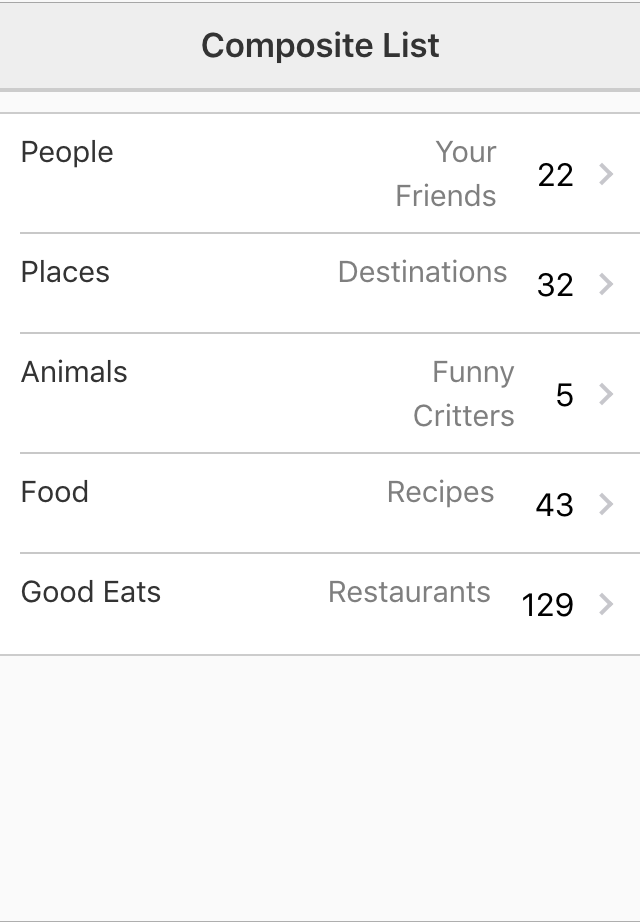 Composite List
People Your 22
Friends
Places Destinations 32
Animals Funny 5
Critters
Food Recipes 43
Good Eats Restaurants 129